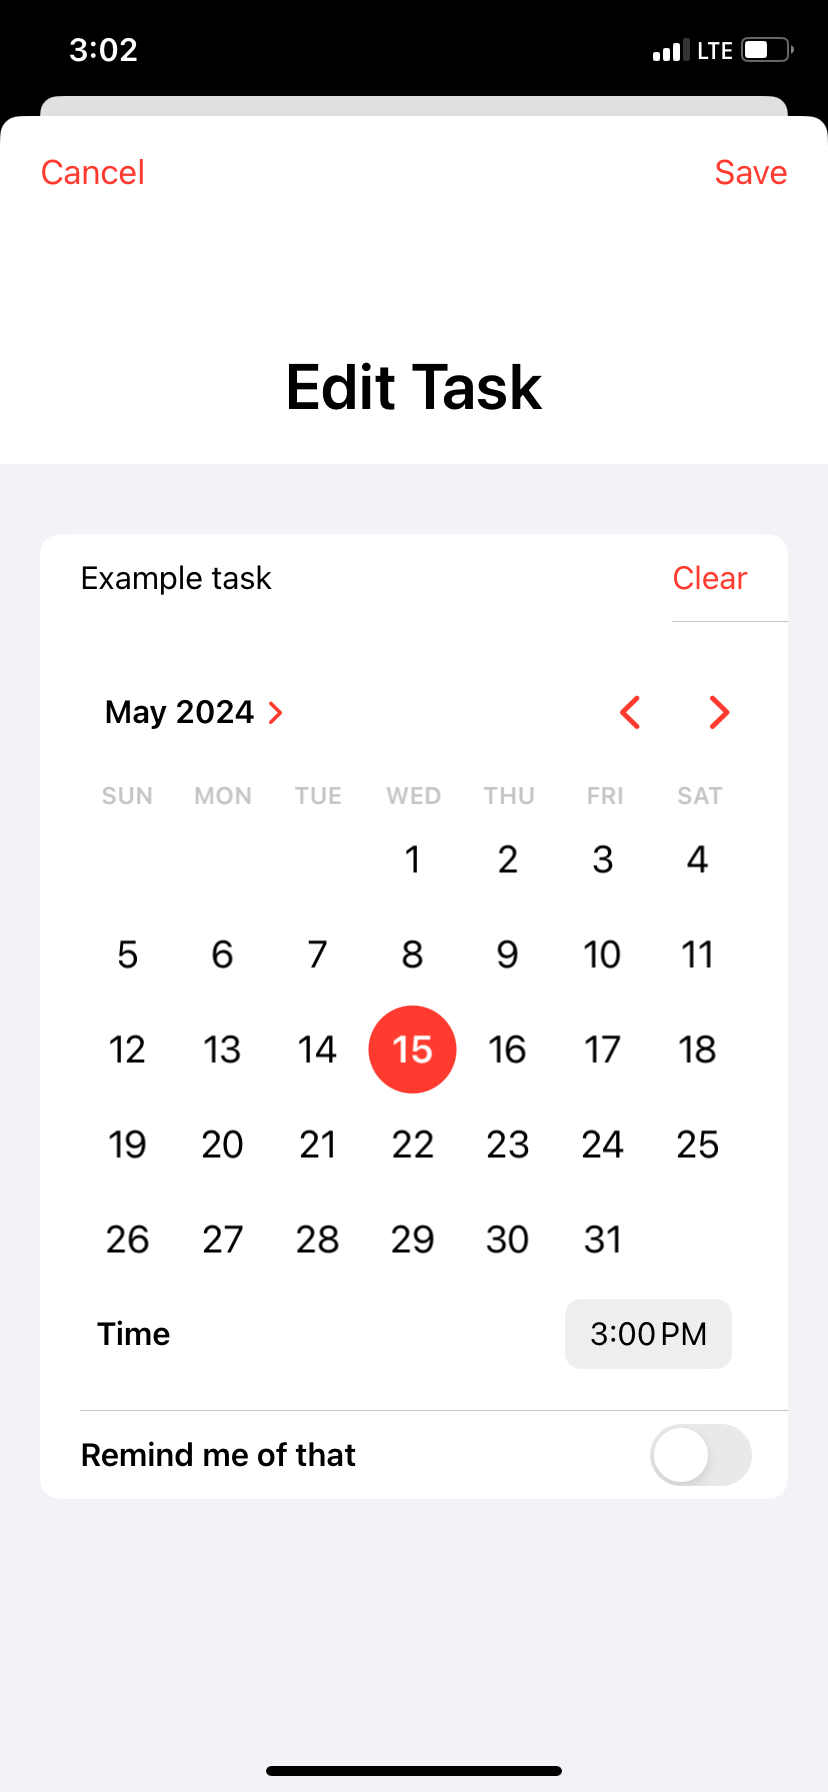 3:02 LTE
Cancel Save
Edit Task
Example task Clear
May 2024
SUN MON TUE WED THU FRI SAT
1 2 3 4
5 6 7 8 9 10 11
12 13 14 15 16 17 18
19 20 21 22 23 24 25
26 27 28 29 30 31
Time 3:00 PM
Remind me of that